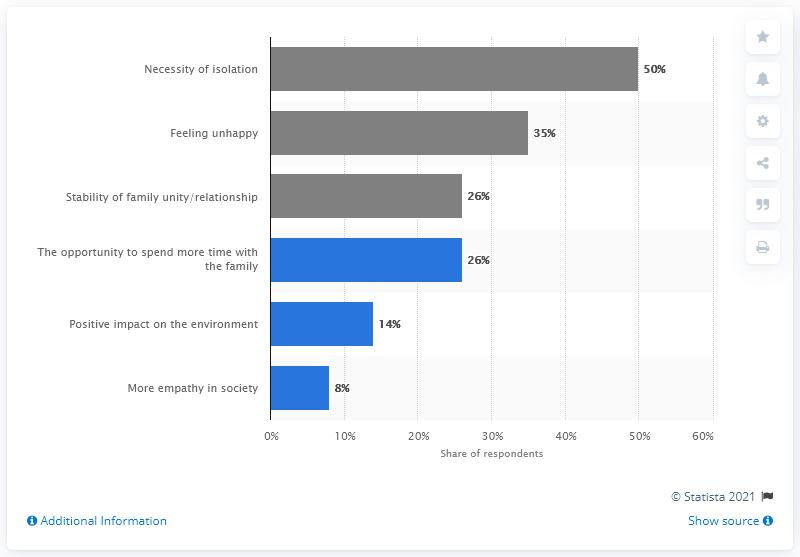 Necessity of isolation
50%
Feeling unhappy
35%
Stability of family unity/relationship
26%
The opportunity to spend more time with
the family
26%
Positive impact on the environment
14%
More empathy in society
8%
0% 10% 20% 30% 40% 50% 60%
Share of respondents
© Statista 2021
Additional Information
Show source